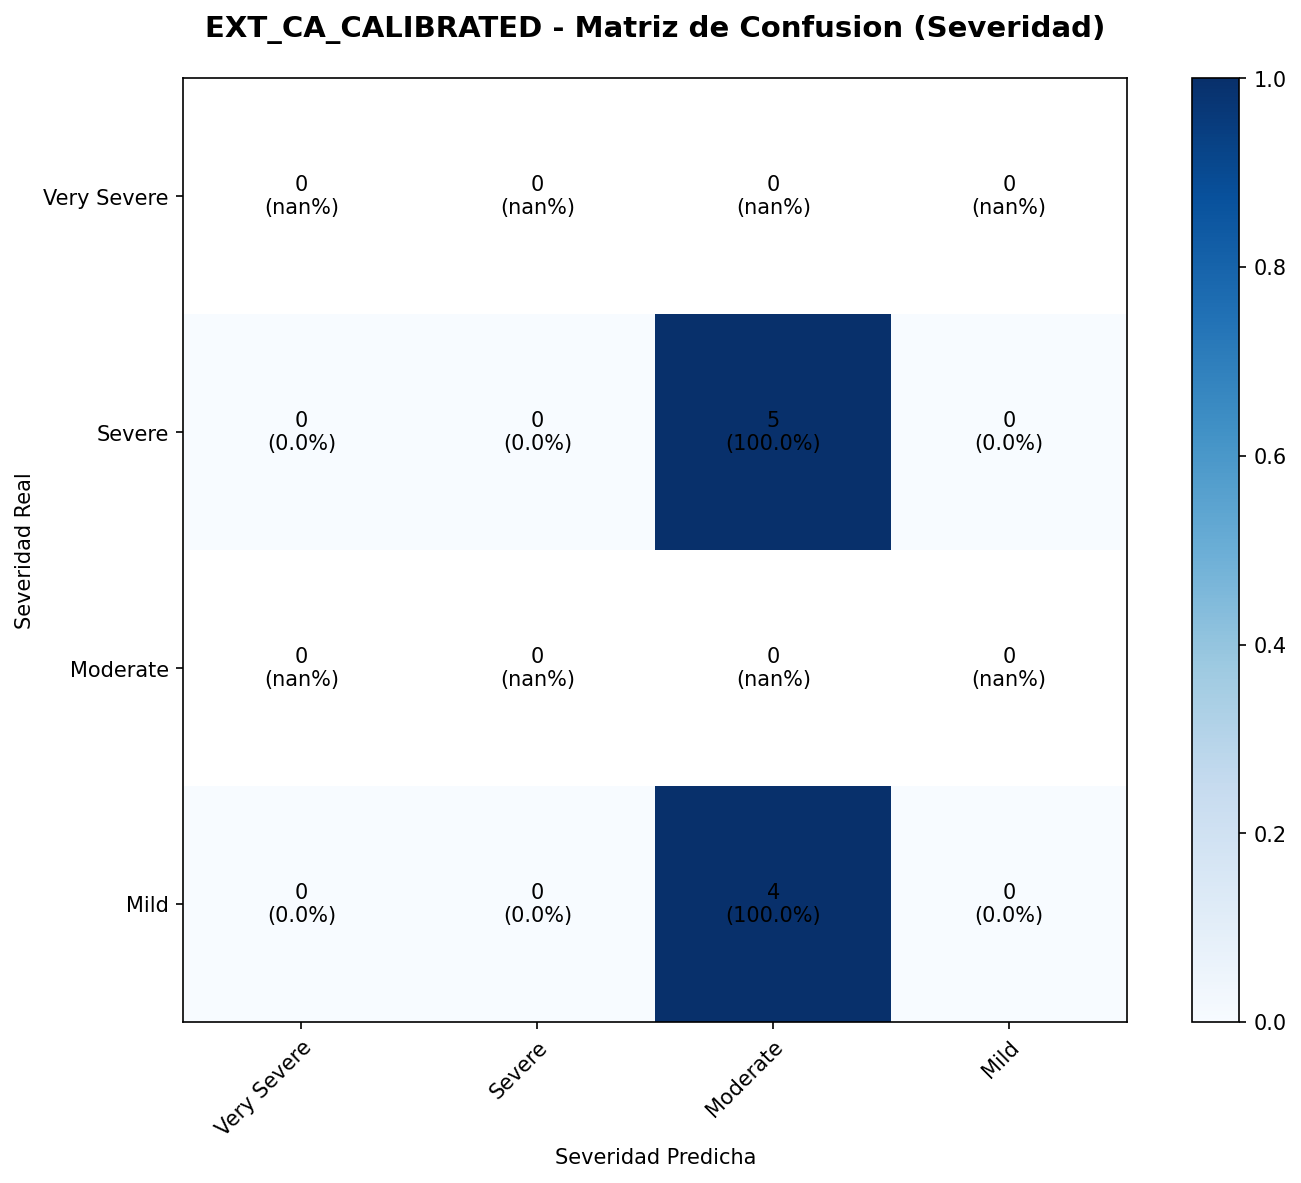 EXT_CA_CALIBRATED - Matriz de Confusion (Severidad)
Very Severe
0
(nan%)
0
(nan%)
0
(nan%)
0
(nan%)
Severe
0
(0.0%)
0
(0.0%)
5
(100.0%)
0
(0.0%)
Moderate
0
(nan%)
0
(nan%)
0
(nan%)
0
(nan%)
Mild
0
(0.0%)
0
(0.0%)
4
(100.0%)
0
(0.0%)
Severidad Real
Very Severe
Severe
Moderate
Mild
Severidad Predicha
1.0
0.8
0.6
0.4
0.2
0.0